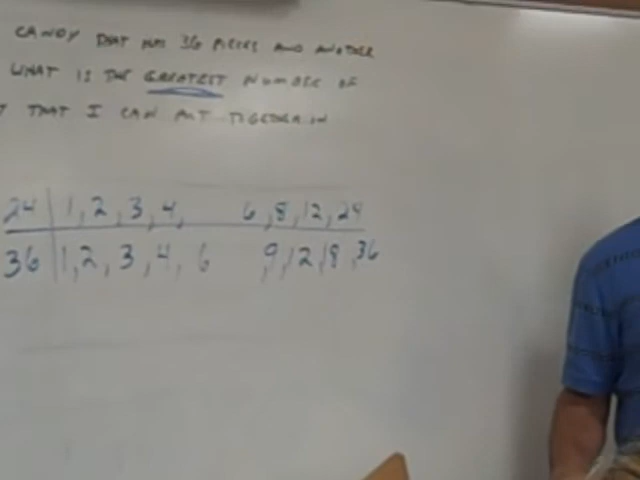 CANDY THAT HAS 36 PIECES AND ANOTHER
WHAT IS THE GREATEST NUMBER OF
T THAT I CAN PUT TOGETHER IN
24 | 1, 2, 3, 4, 6, 8, 12, 24
36 | 1, 2, 3, 4, 6 9, 12, 18, 36